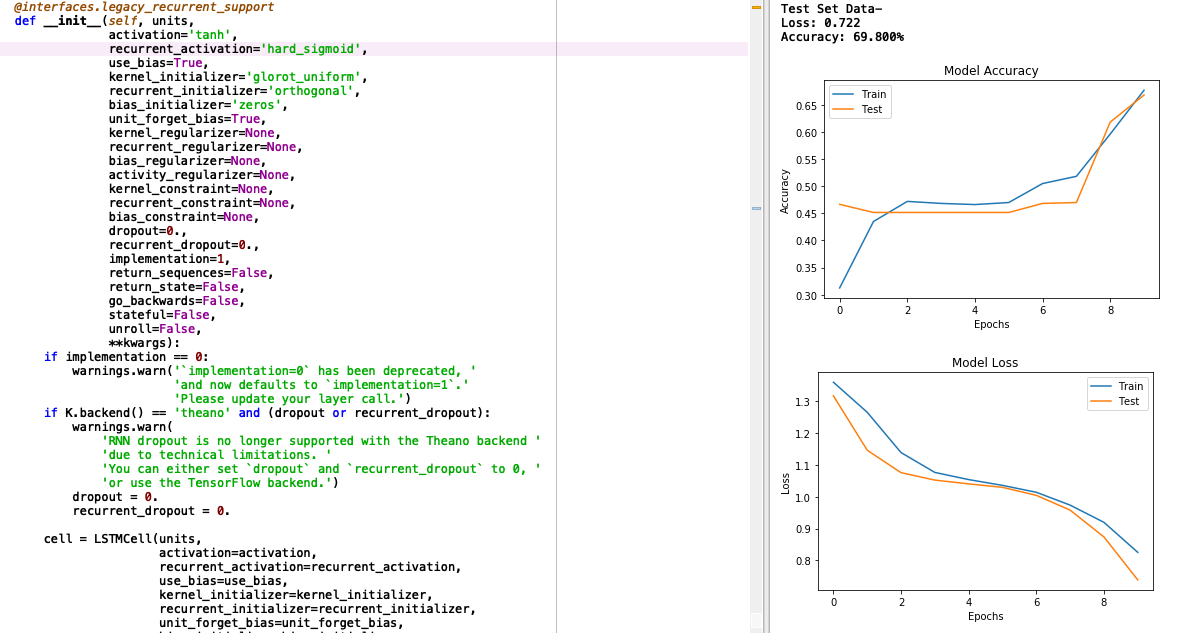 @interfaces.legacy_recurrent_support
def __init__(self, units,
activation='tanh',
recurrent_activation='hard_sigmoid',
use_bias=True,
kernel_initializer='glorot_uniform',
recurrent_initializer='orthogonal',
bias_initializer='zeros',
unit_forget_bias=True,
kernel_regularizer=None,
recurrent_regularizer=None,
bias_regularizer=None,
activity_regularizer=None,
kernel_constraint=None,
recurrent_constraint=None,
bias_constraint=None,
dropout=0.,
recurrent_dropout=0.,
implementation=1,
return_sequences=False,
return_state=False,
go_backwards=False,
stateful=False,
unroll=False,
**kwargs):
if implementation == 0:
warnings.warn('`implementation=0` has been deprecated, '
'and now defaults to `implementation=1`.'
'Please update your layer call.')
if K.backend() == 'theano' and (dropout or recurrent_dropout):
warnings.warn(
'RNN dropout is no longer supported with the Theano backend '
'due to technical limitations. '
'You can either set `dropout` and `recurrent_dropout` to 0, '
'or use the TensorFlow backend.')
dropout = 0.
recurrent_dropout = 0.
cell = LSTMCell(units,
activation=activation,
recurrent_activation=recurrent_activation,
use_bias=use_bias,
kernel_initializer=kernel_initializer,
recurrent_initializer=recurrent_initializer,
unit_forget_bias=unit_forget_bias,
Test Set Data-
Loss: 0.722
Accuracy: 69.800%
Model Accuracy
Train
Test
0.65
0.60
0.55
0.50
0.45
0.40
0.35
0.30
Accuracy
0 2 4 6 8
Epochs
Model Loss
Train
Test
1.3
1.2
1.1
1.0
0.9
0.8
Loss
0 2 4 6 8
Epochs